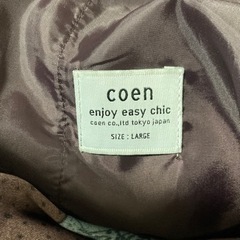 coen
enjoy easy chic
coen co.,ltd tokyo japan
SIZE : LARGE